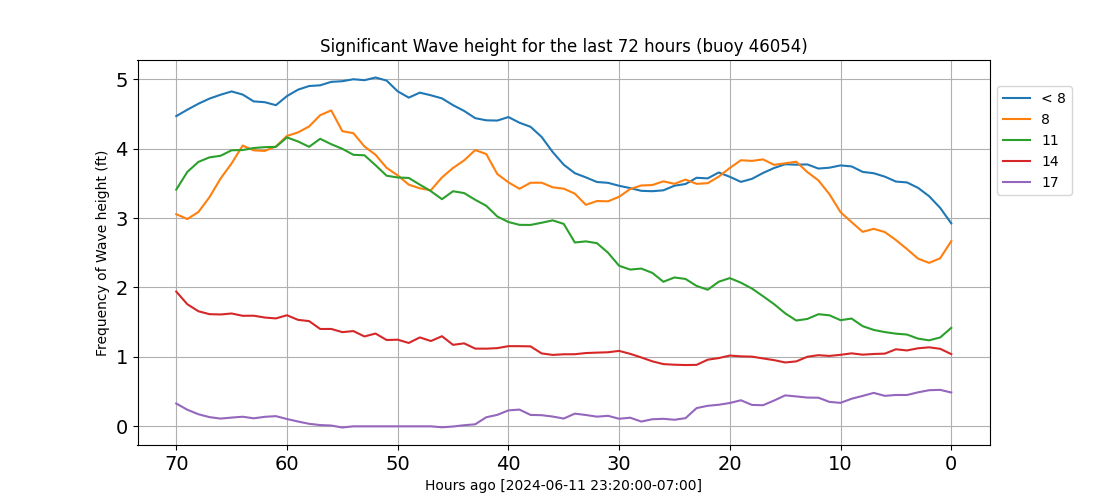 Significant Wave height for the last 72 hours (buoy 46054)
Frequency of Wave height (ft)
5
4
3
2
1
0
70 60 50 40 30 20 10 0
Hours ago [2024-06-11 23:20:00-07:00]
< 8
8
11
14
17